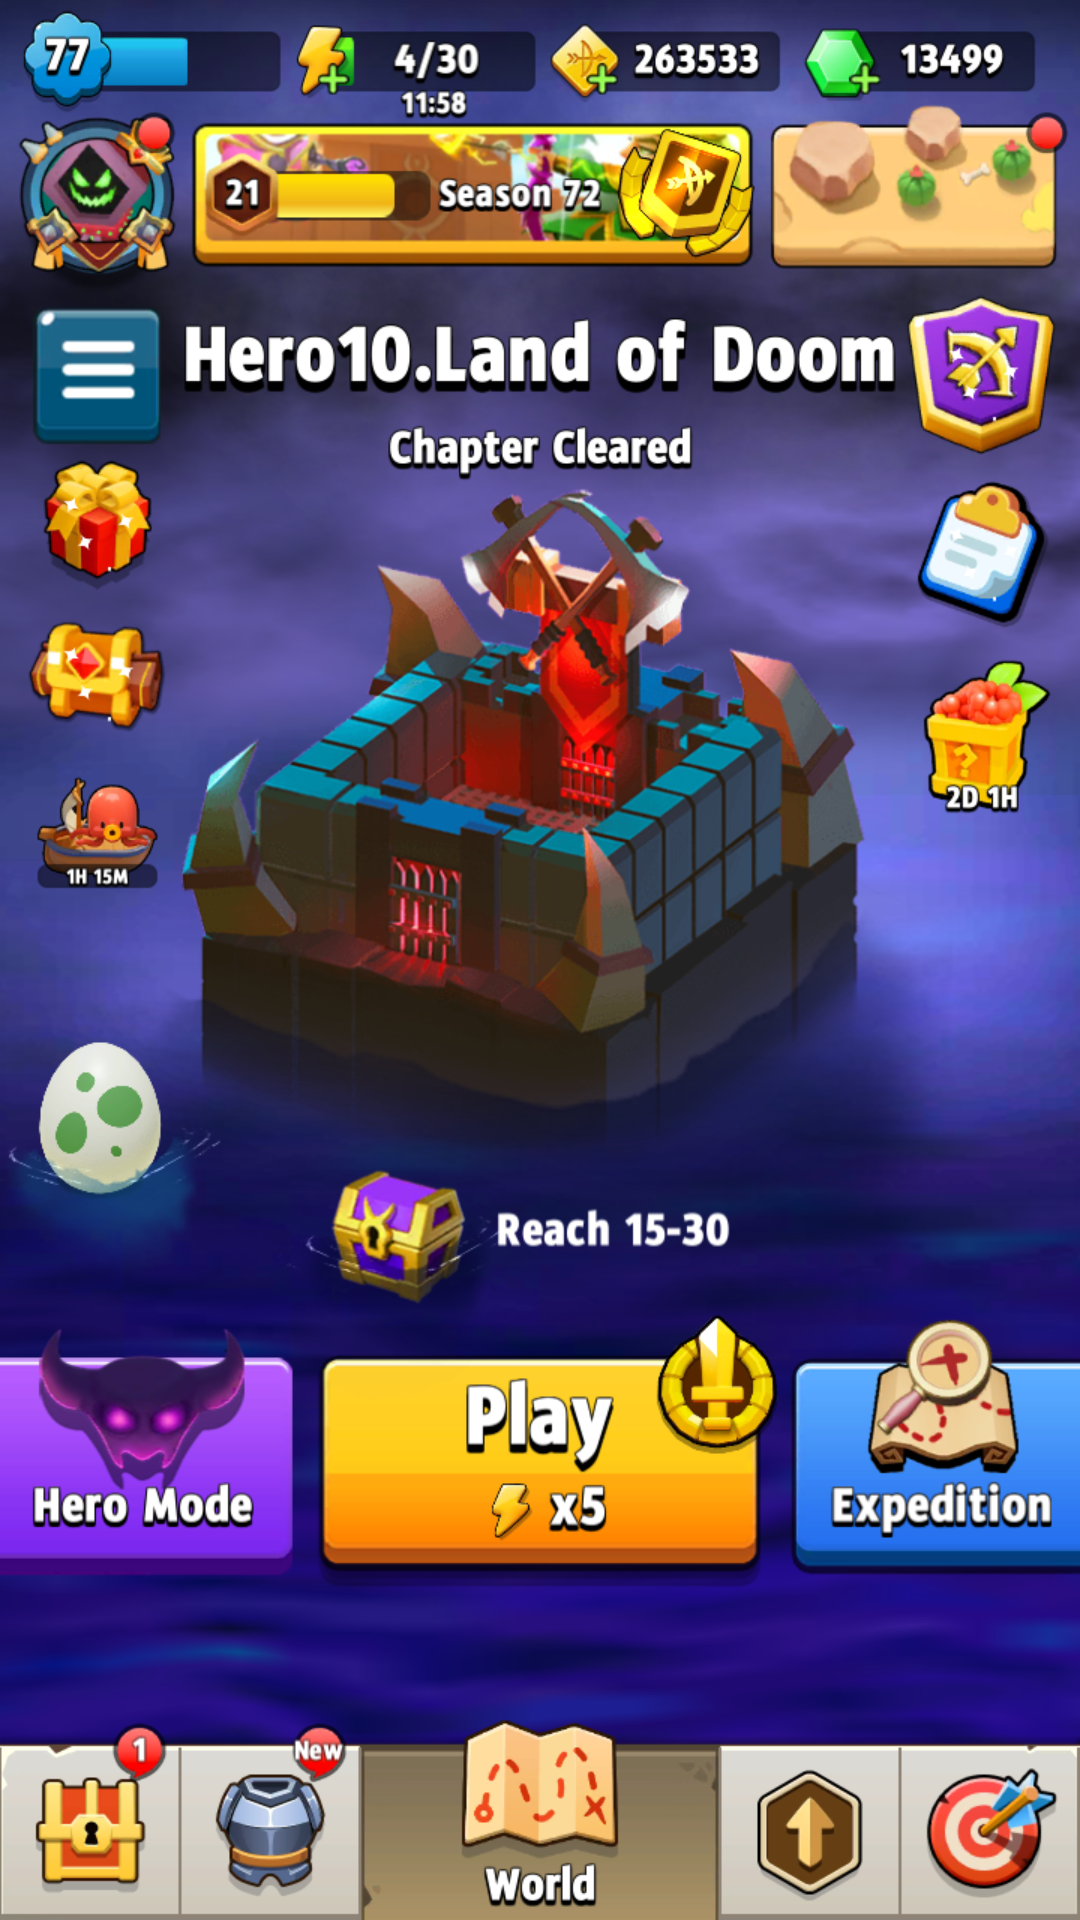 77
4/30
263533
13499
11:58
21
Season 72
Hero10.Land of Doom
Chapter Cleared
2D 1H
1H 15M
Reach 15-30
Play
x5
Hero Mode
Expedition
1
New
World